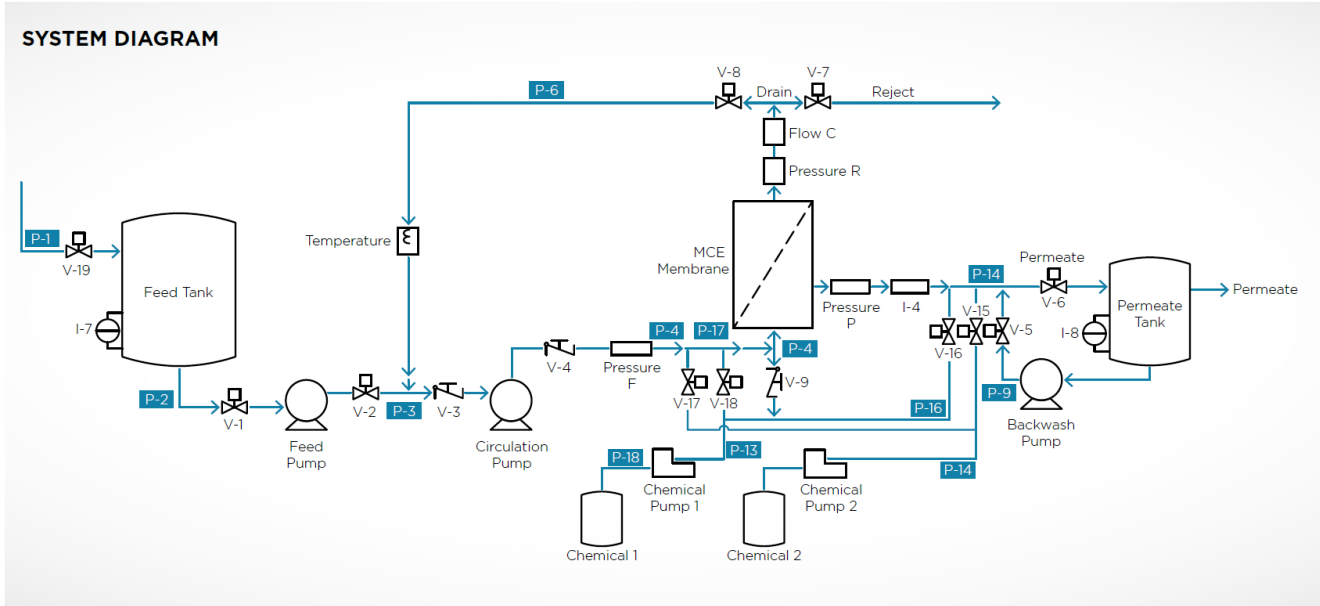 SYSTEM DIAGRAM
V-8
V-7
P-6
Drain
Reject
Flow C
Pressure R
P-1
V-19
Feed Tank
I-7
Temperature
MCE
Membrane
Pressure
P
I-4
P-14
Permeate
V-6
V-15
V-5
V-16
I-8
Permeate
Tank
Permeate
P-4
P-17
P-4
V-4
Pressure
F
V-17
V-18
V-9
P-2
V-1
Feed
Pump
V-2
P-3
V-3
Circulation
Pump
P-9
Backwash
Pump
P-16
P-18
P-13
P-14
Chemical
Pump 1
Chemical
Pump 2
Chemical 1
Chemical 2